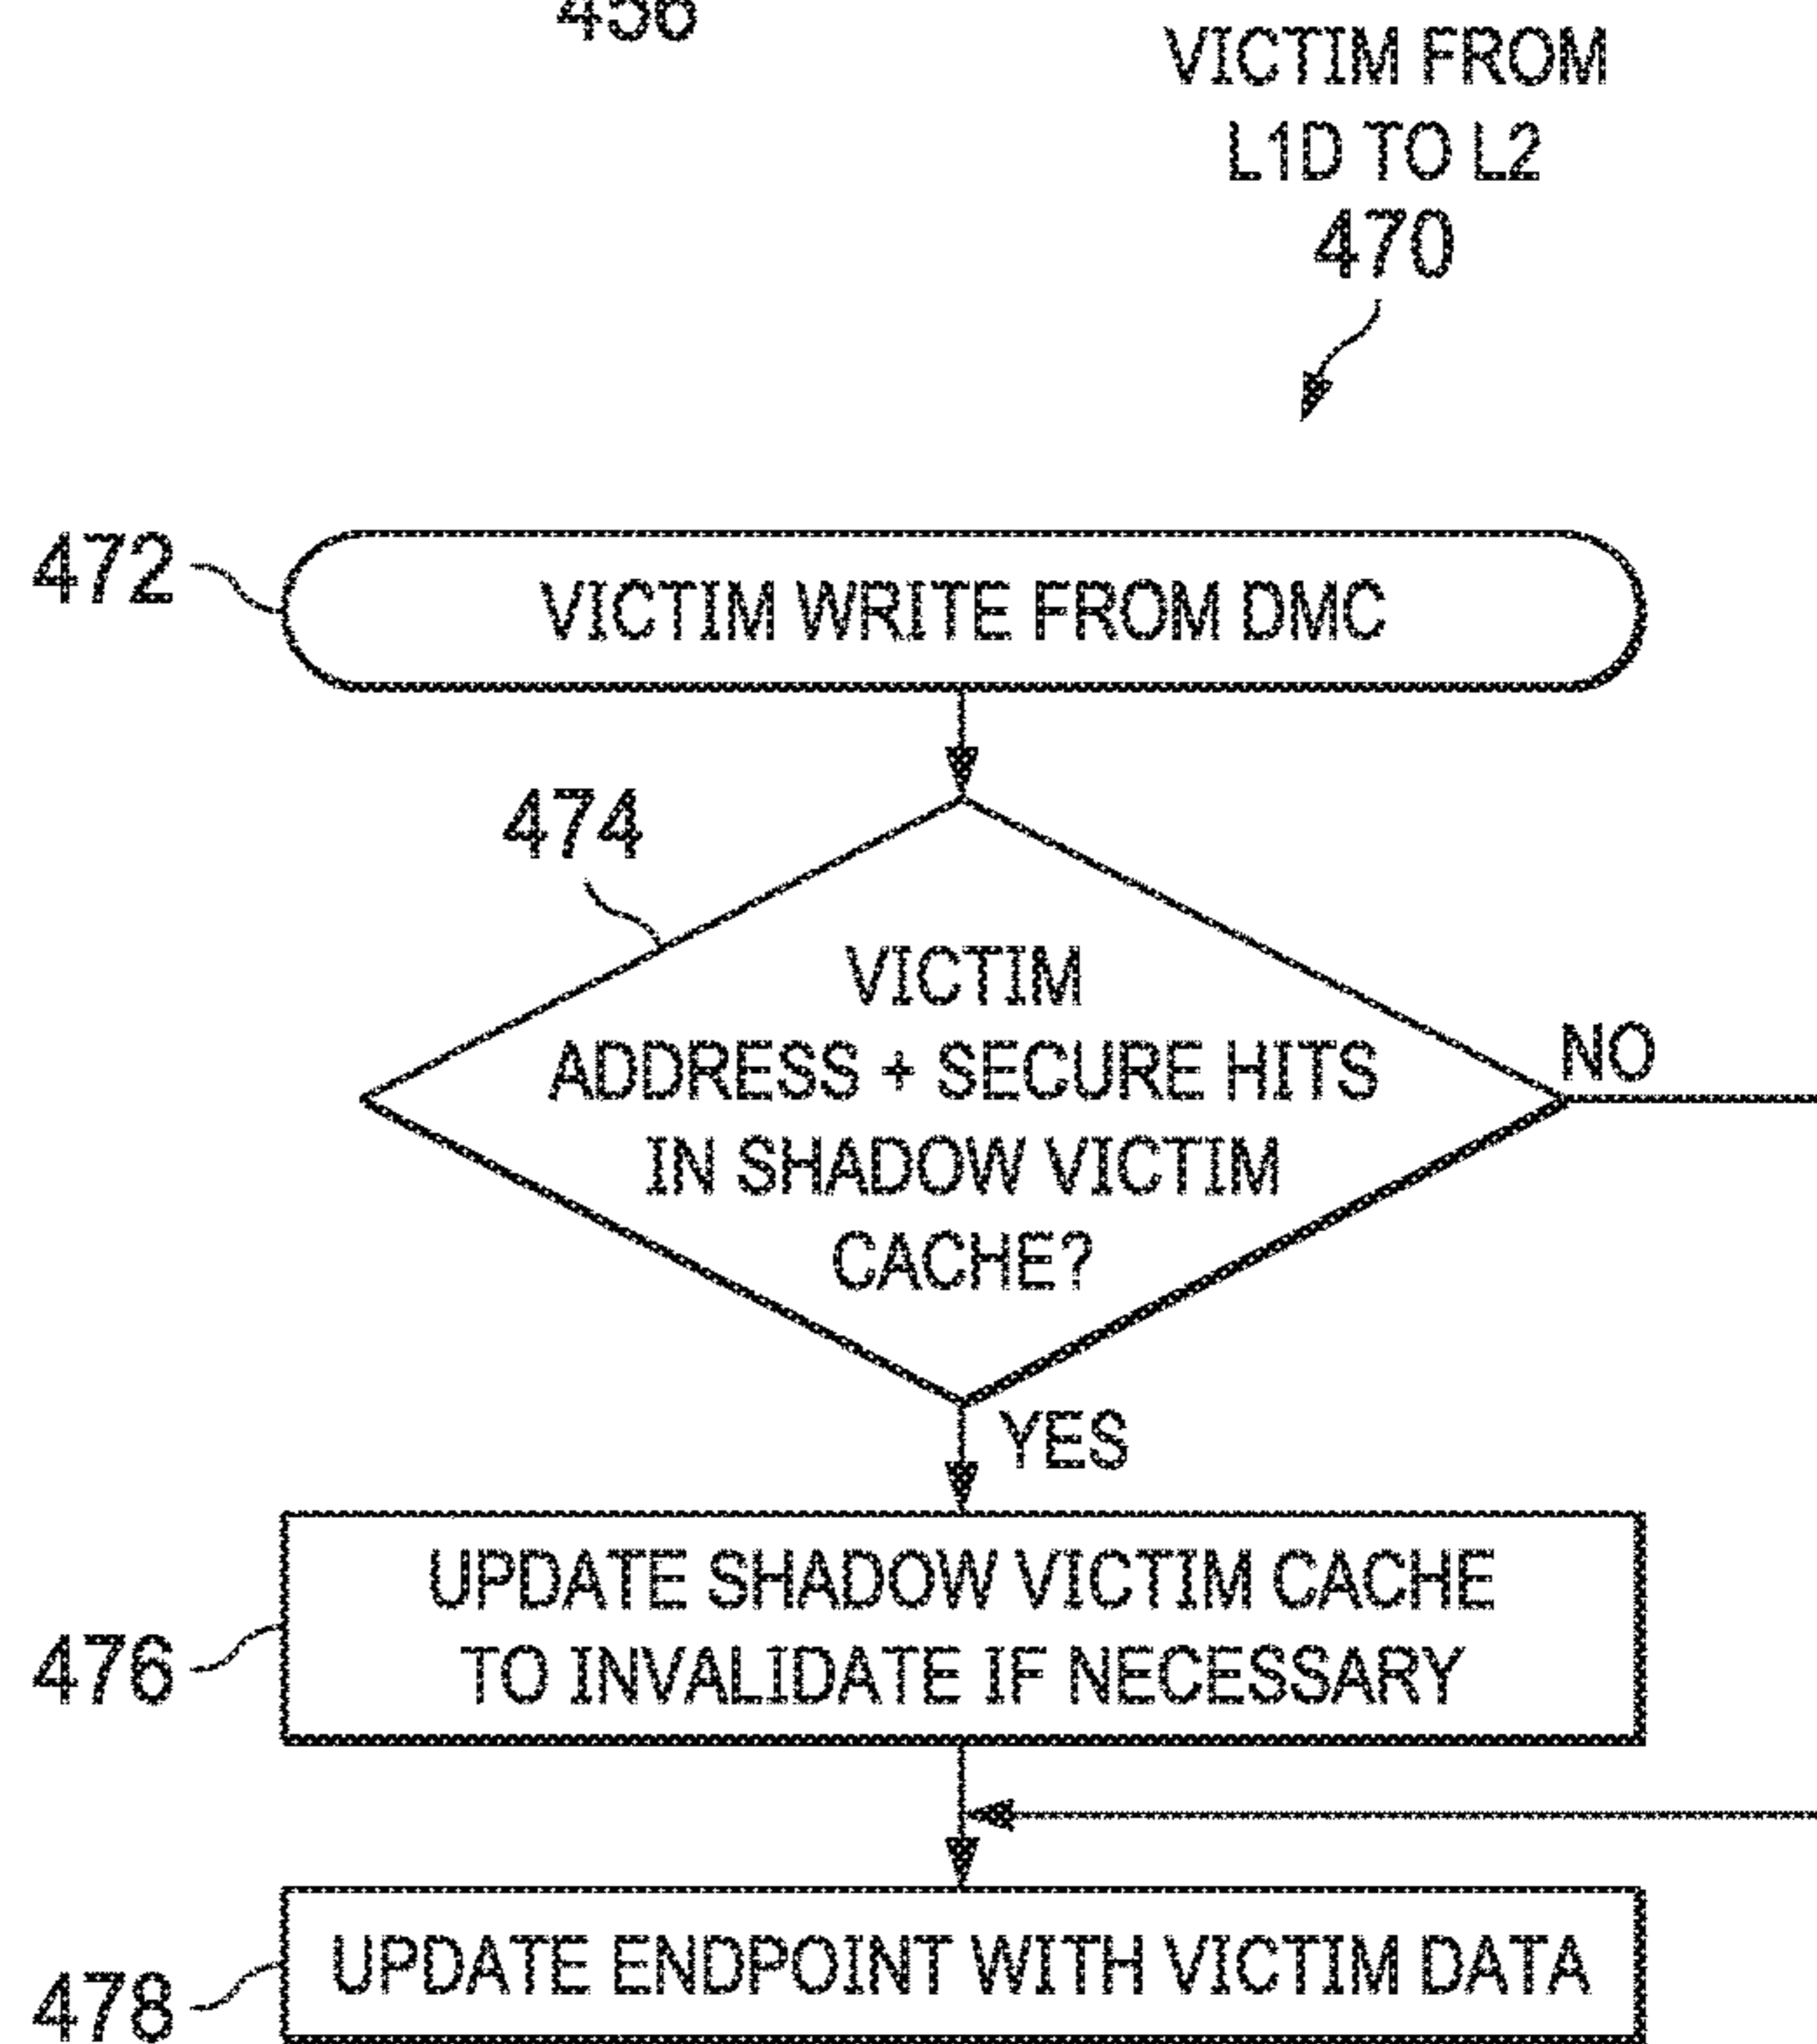 456
VICTIM FROM
L1D TO L2
470
472
VICTIM WRITE FROM DMC
474
VICTIM
ADDRESS + SECURE HITS
IN SHADOW VICTIM
CACHE?
NO
YES
UPDATE SHADOW VICTIM CACHE
TO INVALIDATE IF NECESSARY
476
UPDATE ENDPOINT WITH VICTIM DATA
478